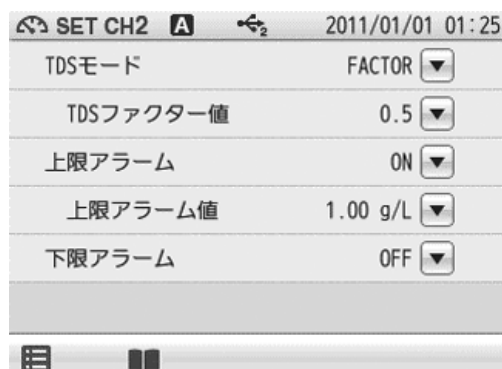 SET CH2 A 2 2011/01/01 01:25
TDSモード FACTOR
TDSファクター値 0.5
上限アラーム ON
上限アラーム値 1.00 g/L
下限アラーム OFF